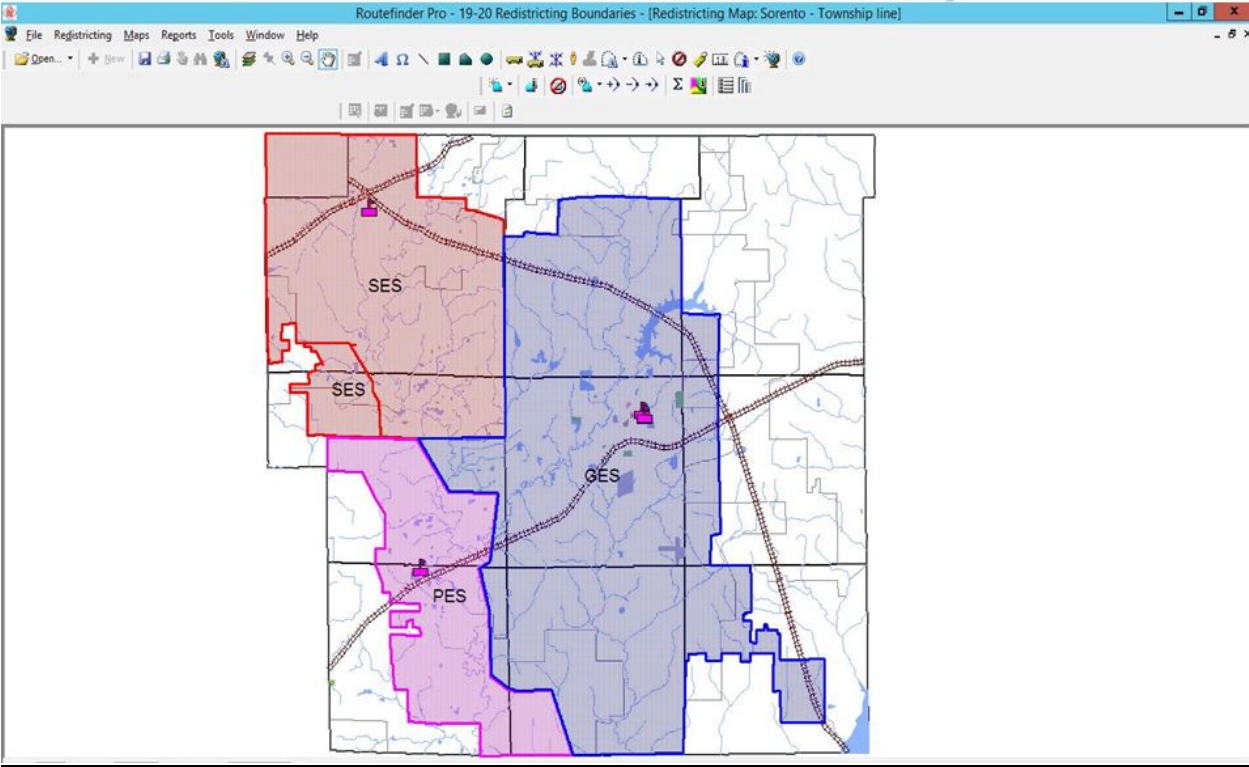 Routefinder Pro - 19-20 Redistricting Boundaries - [Redistricting Map: Sorento - Township line]
File Redistricting Maps Reports Tools Window Help
Open... New
SES
SES
GES
PES